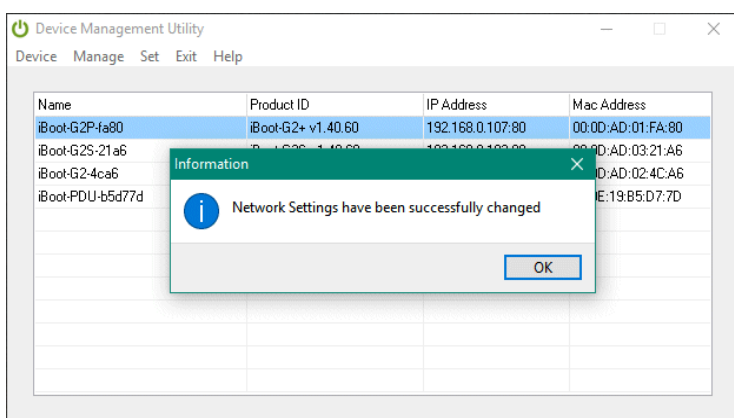 Device Management Utility
Device Manage Set Exit Help
Name Product ID IP Address Mac Address
iBoot-G2P-fa80 iBoot-G2+ v1.40.60 192.168.0.107:80 00:0D:AD:01:FA:80
iBoot-G2S-21a6 D:AD:03:21:A6
Information
iBoot-G2-4ca6 D:AD:02:4C:A6
iBoot-PDU-b5d77d E:19:B5:D7:7D
Network Settings have been successfully changed
OK